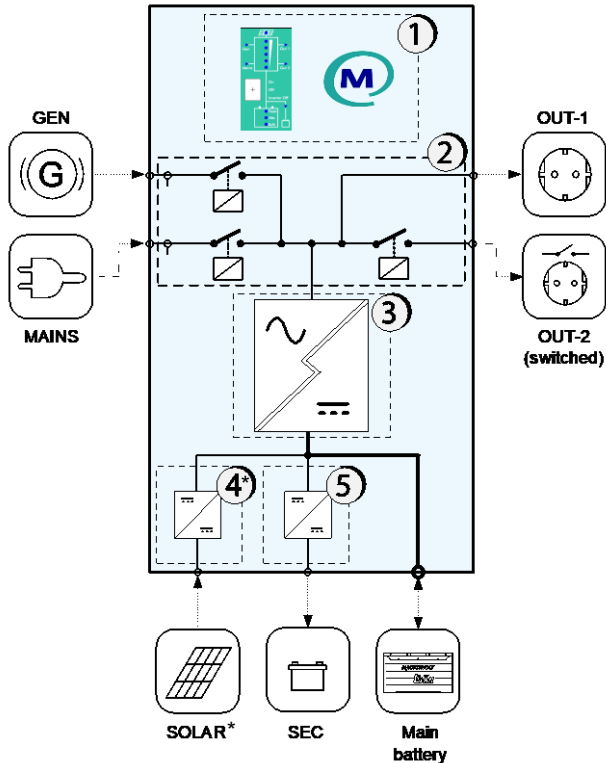 1
M
GEN
OUT-1
2
G
MAINS
3
OUT-2
(switched)
4*
5
SOLAR*
SEC
Main
battery